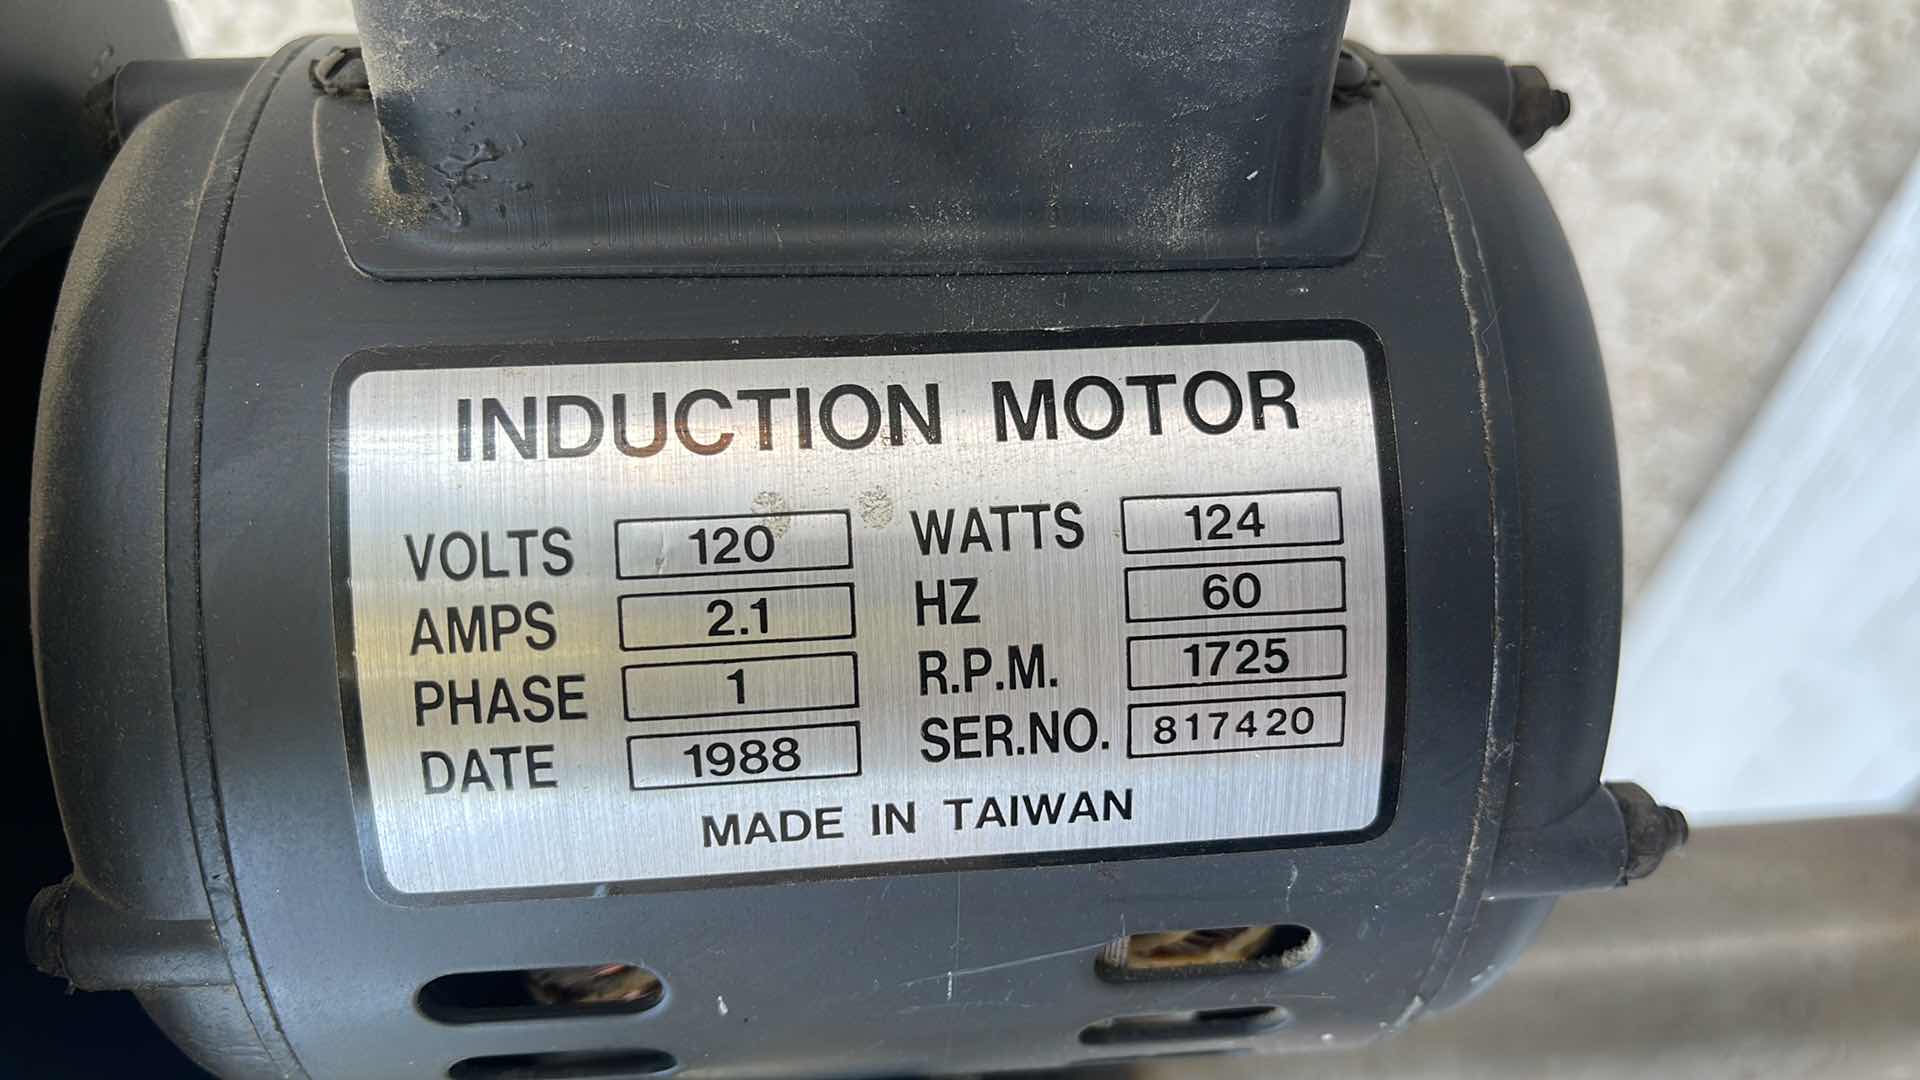 INDUCTION MOTOR
VOLTS 120 WATTS 124
AMPS 2.1 HZ 60
PHASE 1 R.P.M. 1725
DATE 1988 SER.NO. 817420
MADE IN TAIWAN